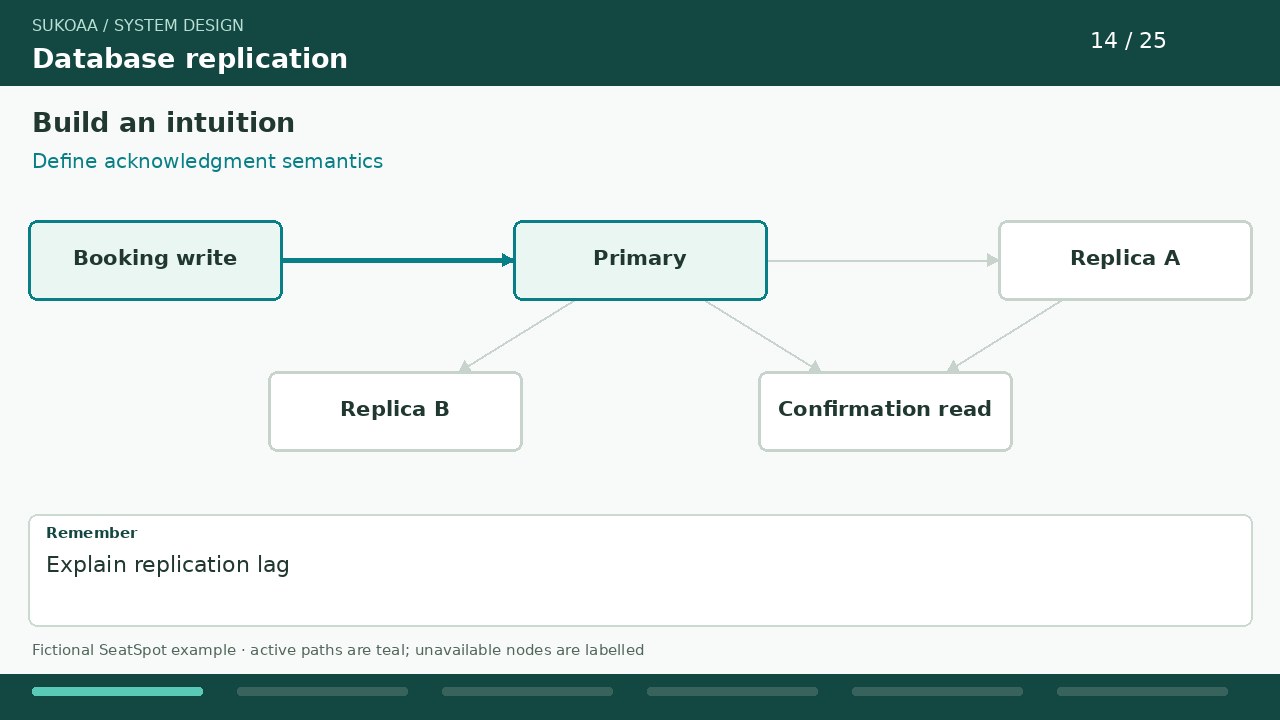 SUKOAA / SYSTEM DESIGN
Database replication
14 / 25
Build an intuition
Define acknowledgment semantics
Booking write
Primary
Replica A
Replica B
Confirmation read
Remember
Explain replication lag
Fictional SeatSpot example · active paths are teal; unavailable nodes are labelled